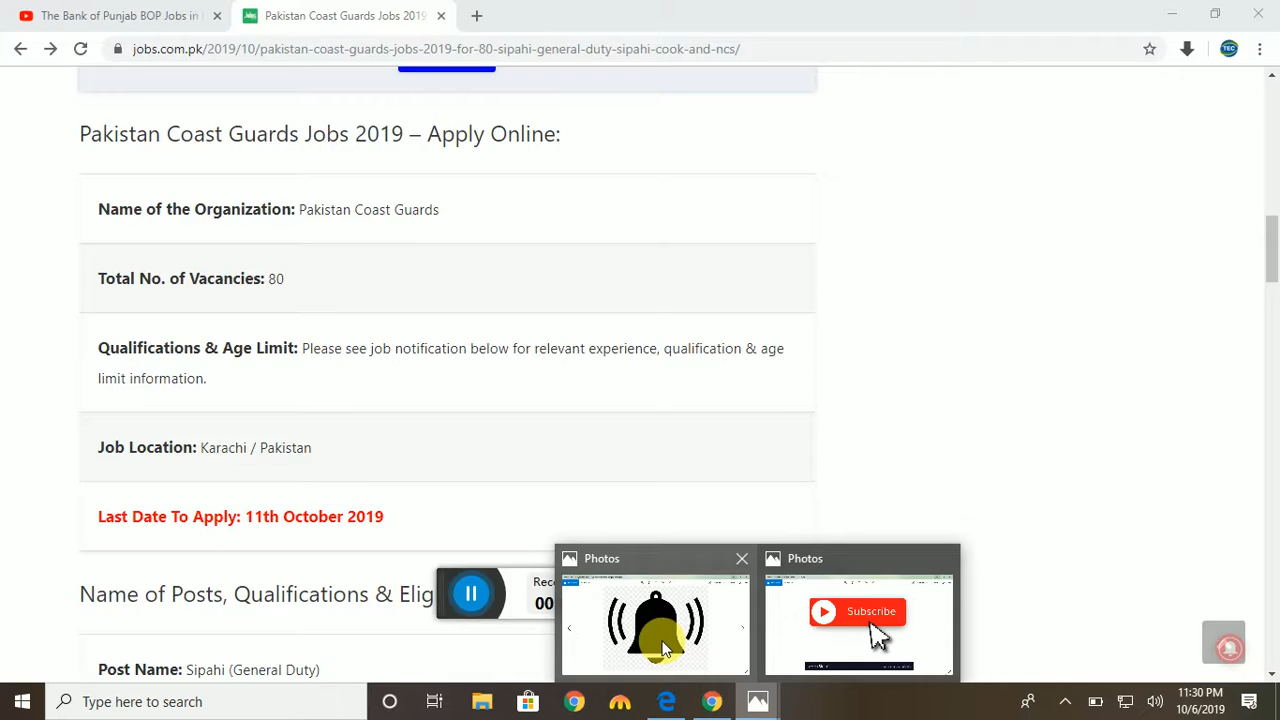 The Bank of Punjab BOP Jobs in
Pakistan Coast Guards Jobs 2019
jobs.com.pk/2019/10/pakistan-coast-guards-jobs-2019-for-80-sipahi-general-duty-sipahi-cook-and-ncs/
TEC
Pakistan Coast Guards Jobs 2019 – Apply Online:
Name of the Organization: Pakistan Coast Guards
Total No. of Vacancies: 80
Qualifications & Age Limit: Please see job notification below for relevant experience, qualification & age
limit information.
Job Location: Karachi / Pakistan
Last Date To Apply: 11th October 2019
Photos
Photos
Name of Posts, Qualifications & Elig
Reco
00
Subscribe
Post Name: Sipahi (General Duty)
Type here to search
11:30 PM
10/6/2019